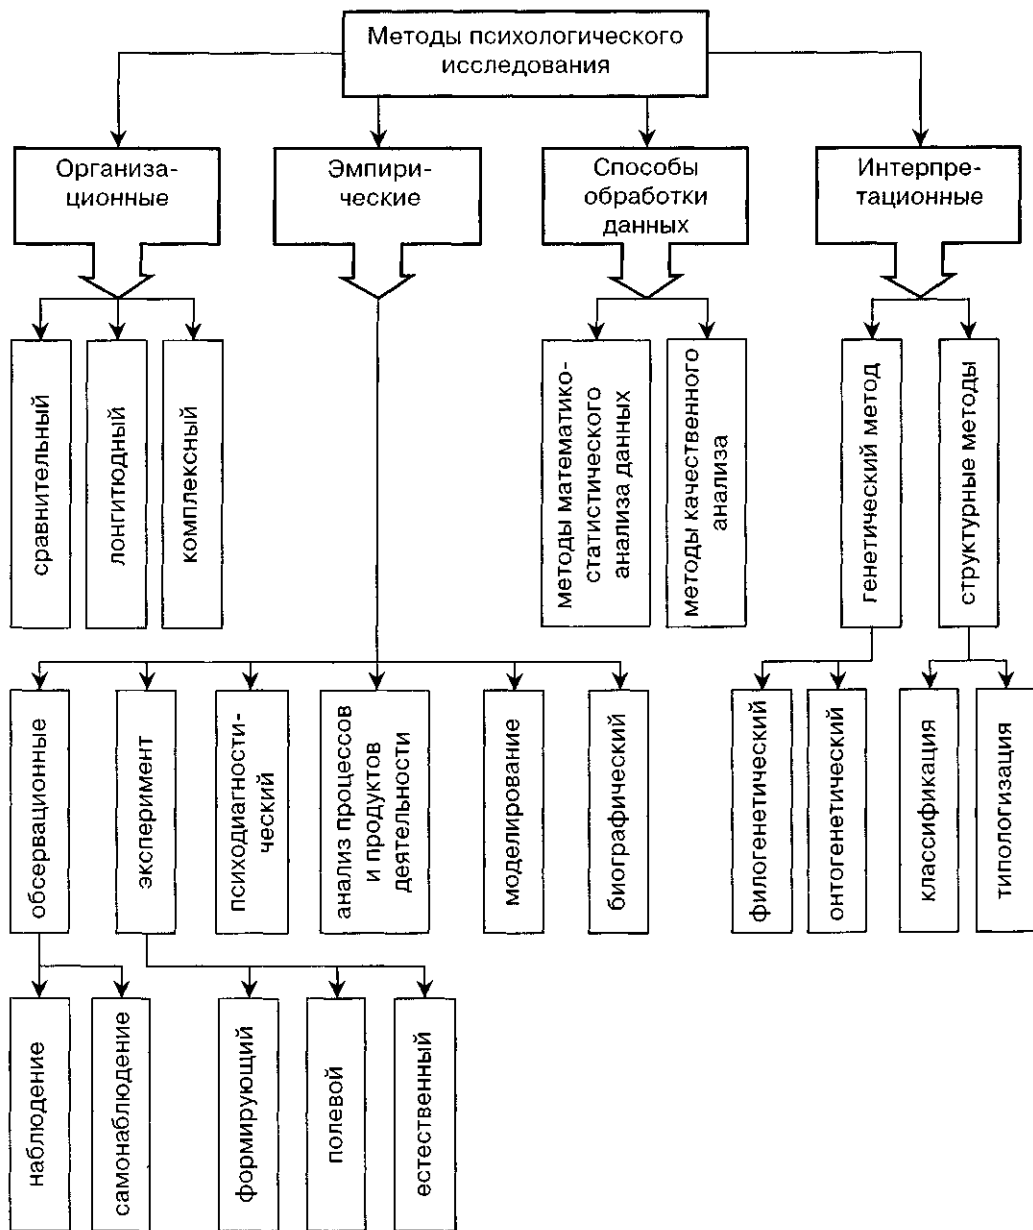 Методы психологического
исследования
Организа-
ционные
Эмпири-
ческие
Способы
обработки
данных
Интерпре-
тационные
сравнительный
лонгитюдный
комплексный
методы математико-
статистического
анализа данных
методы качественного
анализа
генетический метод
структурные методы
обсервационные
эксперимент
психодиагности-
ческий
анализ процессов
и продуктов
деятельности
моделирование
биографический
филогенетический
онтогенетический
классификация
типологизация
наблюдение
самонаблюдение
формирующий
полевой
естественный